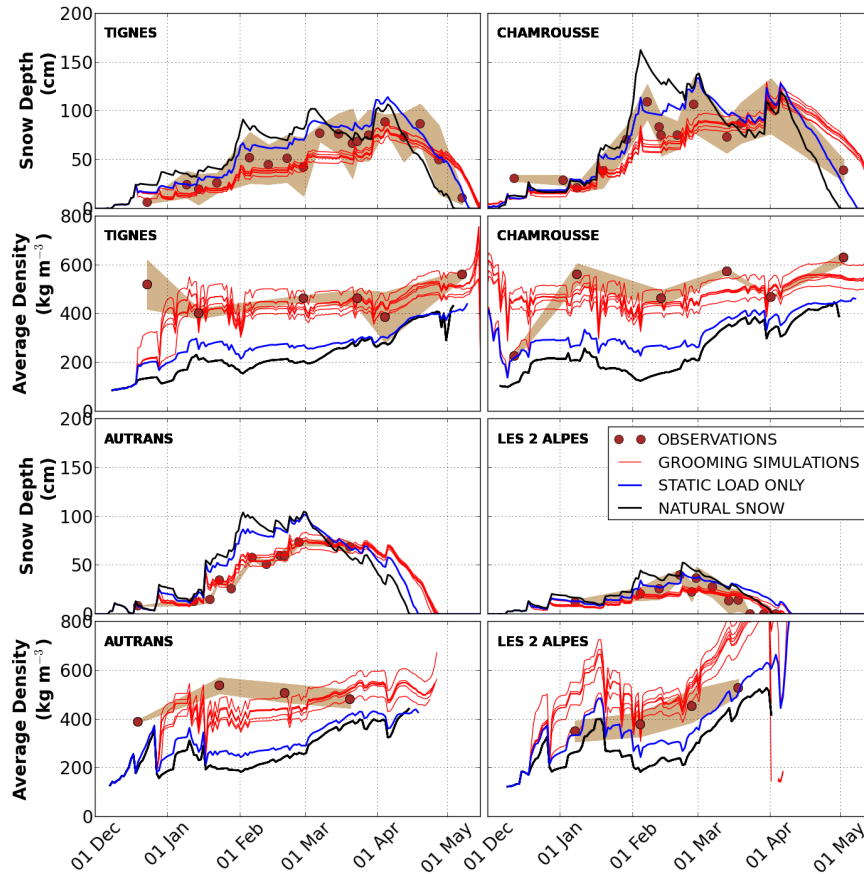 200
150
100
50
0
Snow Depth
(cm)
TIGNES
CHAMROUSSE
800
600
400
200
0
Average Density
(kg m⁻³)
TIGNES
CHAMROUSSE
200
150
100
50
0
Snow Depth
(cm)
AUTRANS
LES 2 ALPES
OBSERVATIONS
GROOMING SIMULATIONS
STATIC LOAD ONLY
NATURAL SNOW
800
600
400
200
0
Average Density
(kg m⁻³)
AUTRANS
LES 2 ALPES
01 Dec
01 Jan
01 Feb
01 Mar
01 Apr
01 May
01 Dec
01 Jan
01 Feb
01 Mar
01 Apr
01 May